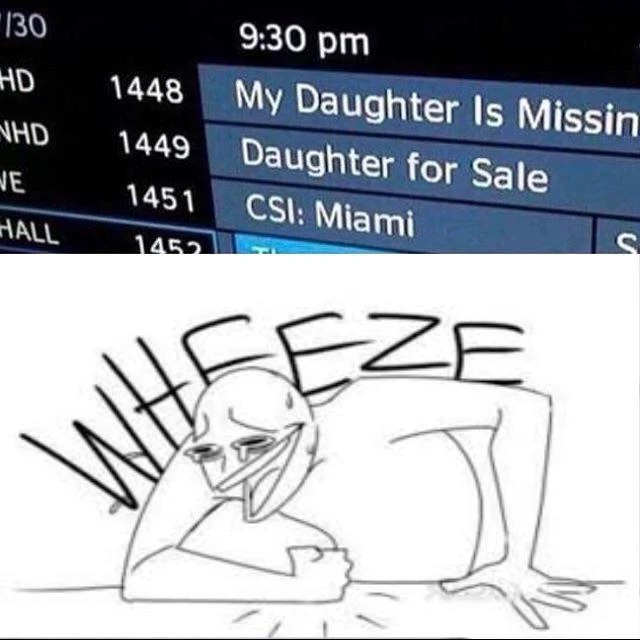 /30 9:30 pm
HD 1448 My Daughter Is Missin
NHD 1449 Daughter for Sale
VE 1451 CSI: Miami S
HALL 1452
WHEEZE